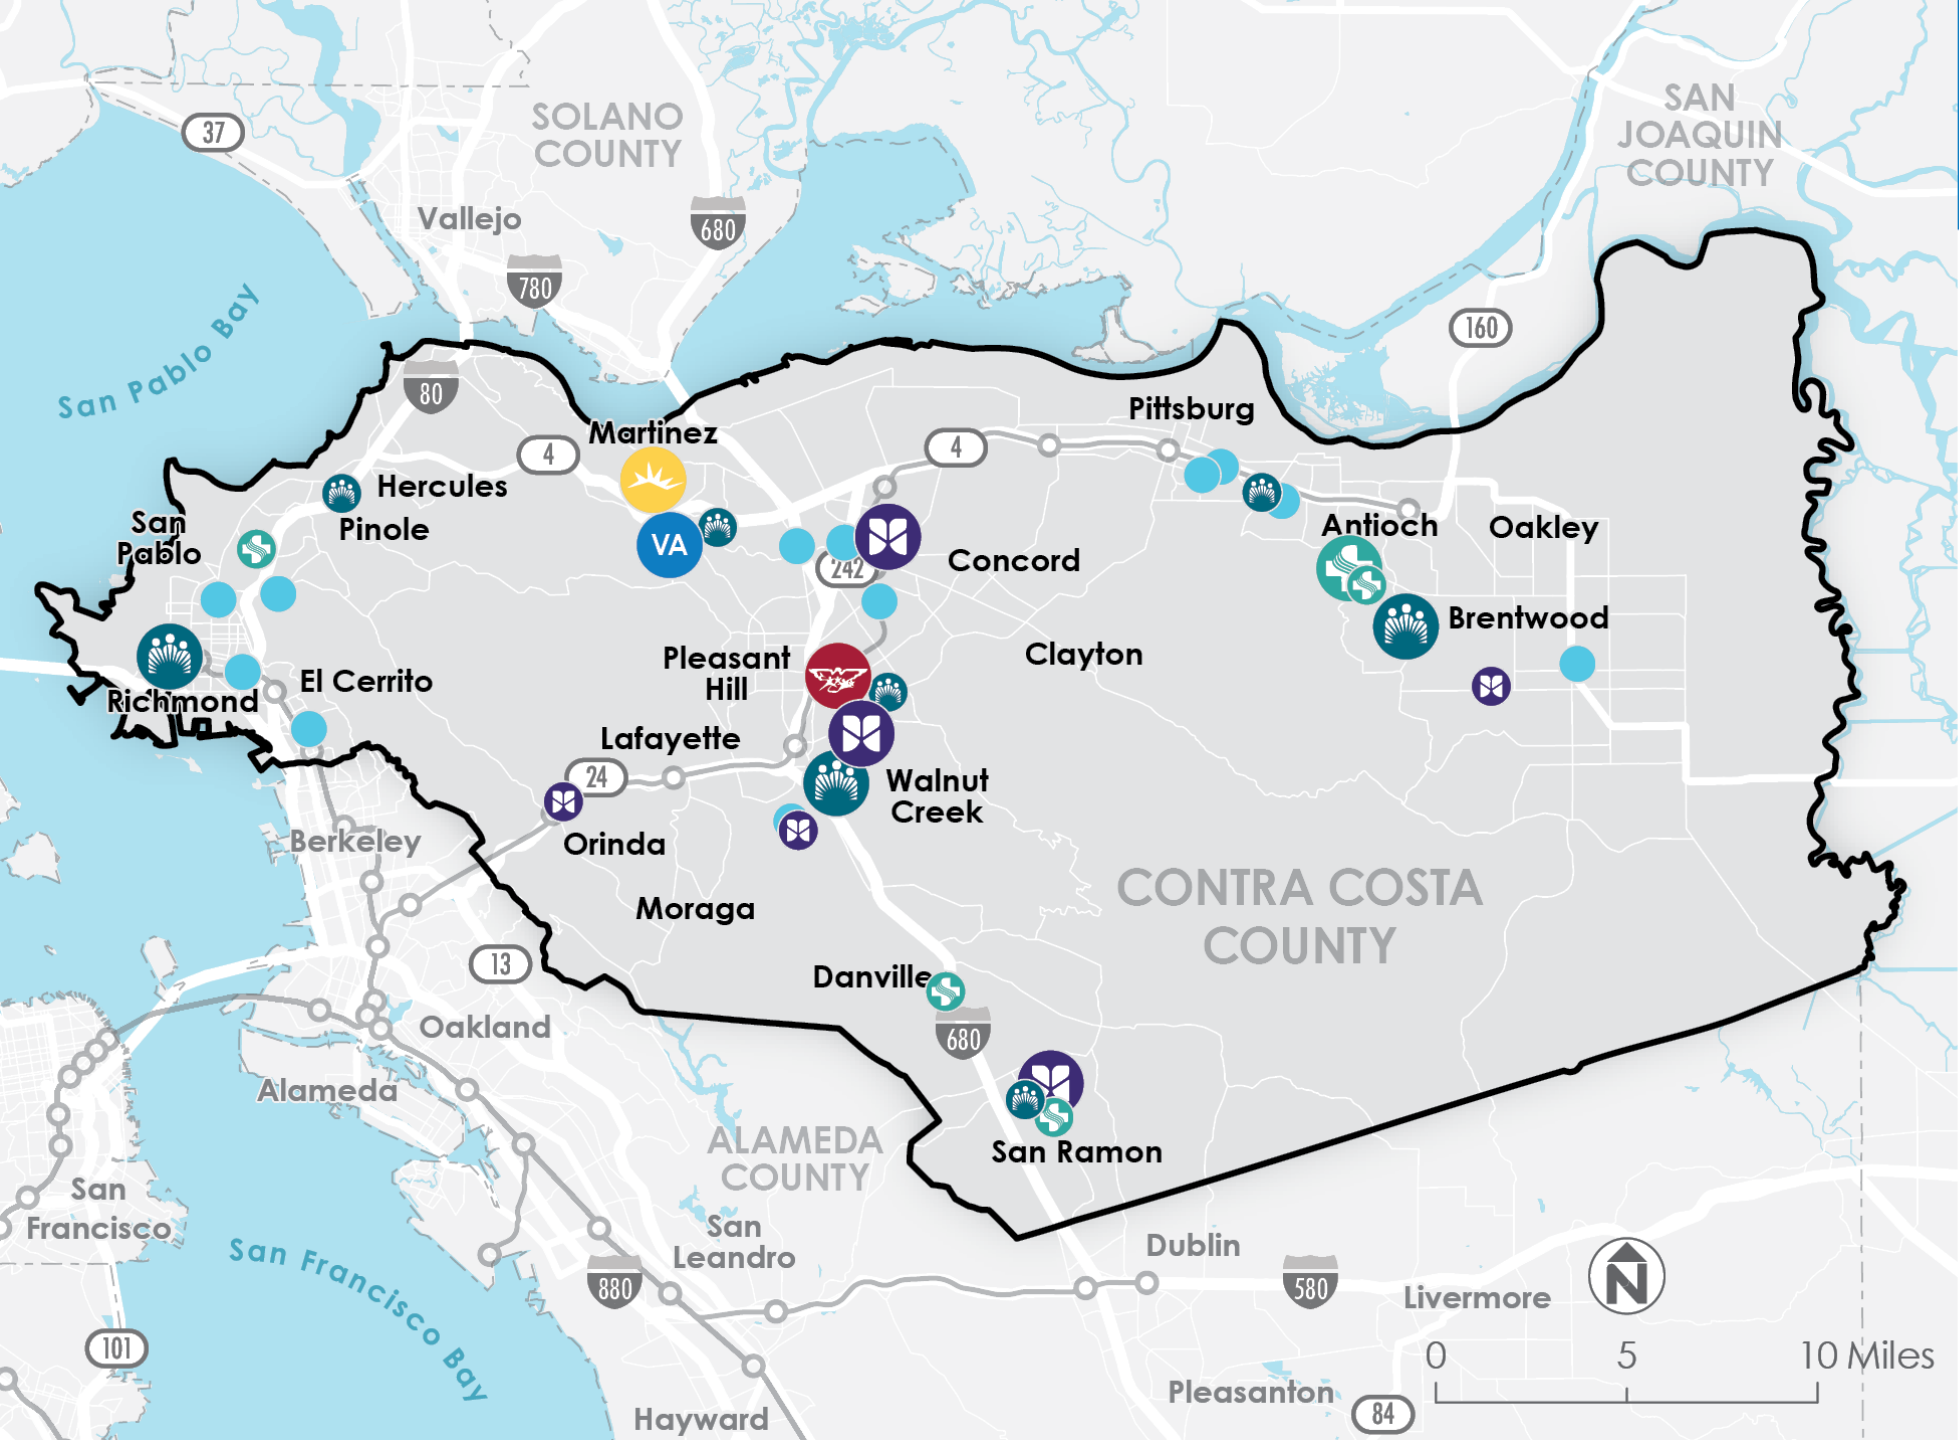 SAN
JOAQUIN
COUNTY
SOLANO
COUNTY
37
Vallejo
680
780
San Pablo Bay
160
80
Martinez
4
4
Pittsburg
Hercules
Pinole
San
Pablo
VA
242
Concord
Antioch
Oakley
Brentwood
Clayton
Pleasant
Hill
El Cerrito
Richmond
Lafayette
24
Walnut
Creek
Orinda
Berkeley
Moraga
CONTRA COSTA
COUNTY
13
Danville
Oakland
680
Alameda
ALAMEDA
COUNTY
San Ramon
San
Francisco
San Francisco Bay
San
Leandro
Dublin
880
580
Livermore
N
101
0 5 10 Miles
Pleasanton
84
Hayward